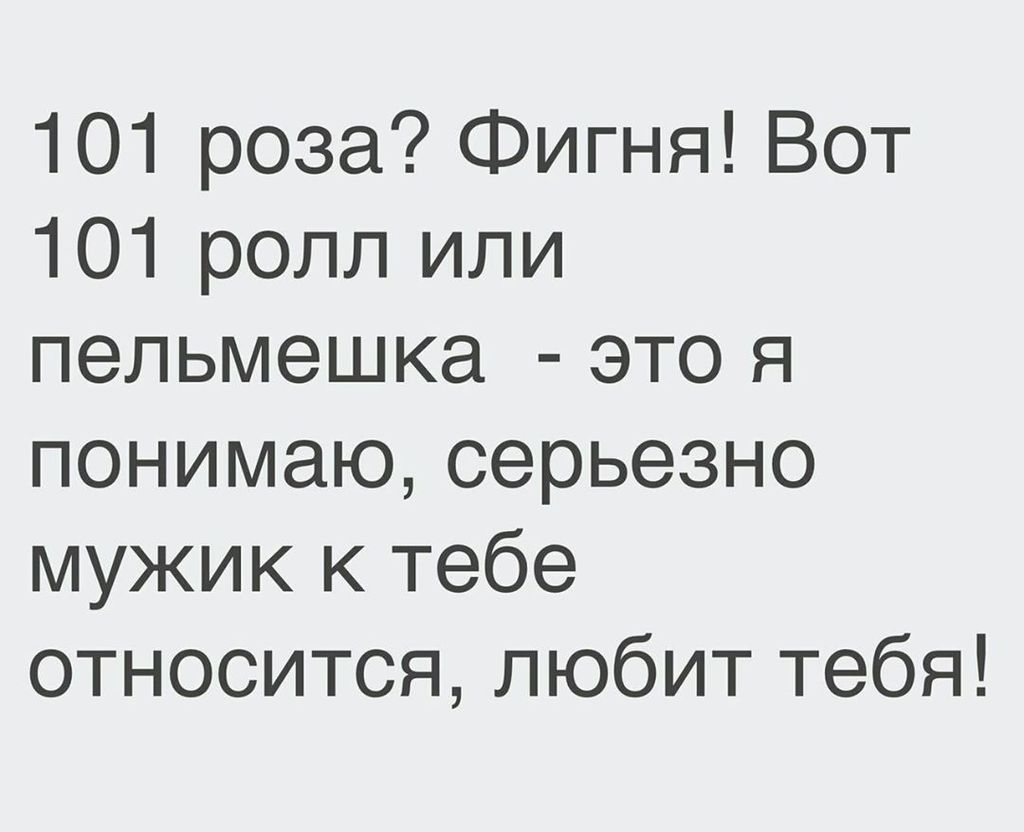 101 роза? Фигня! Вот
101 ролл или
пельмешка  - это я
понимаю, серьезно
мужик к тебе
относится, любит тебя!